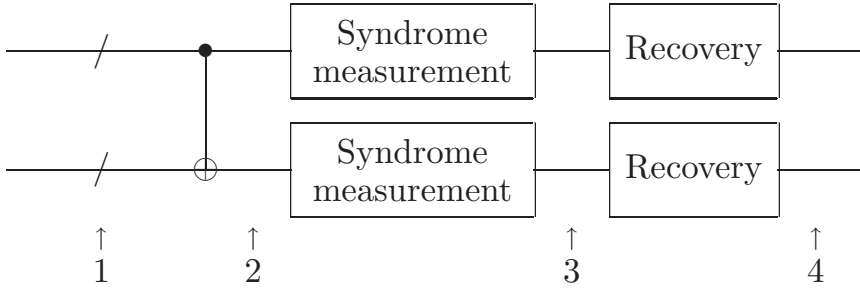 Syndrome
measurement
Recovery
Syndrome
measurement
Recovery
↑ ↑ ↑ ↑
1 2 3 4